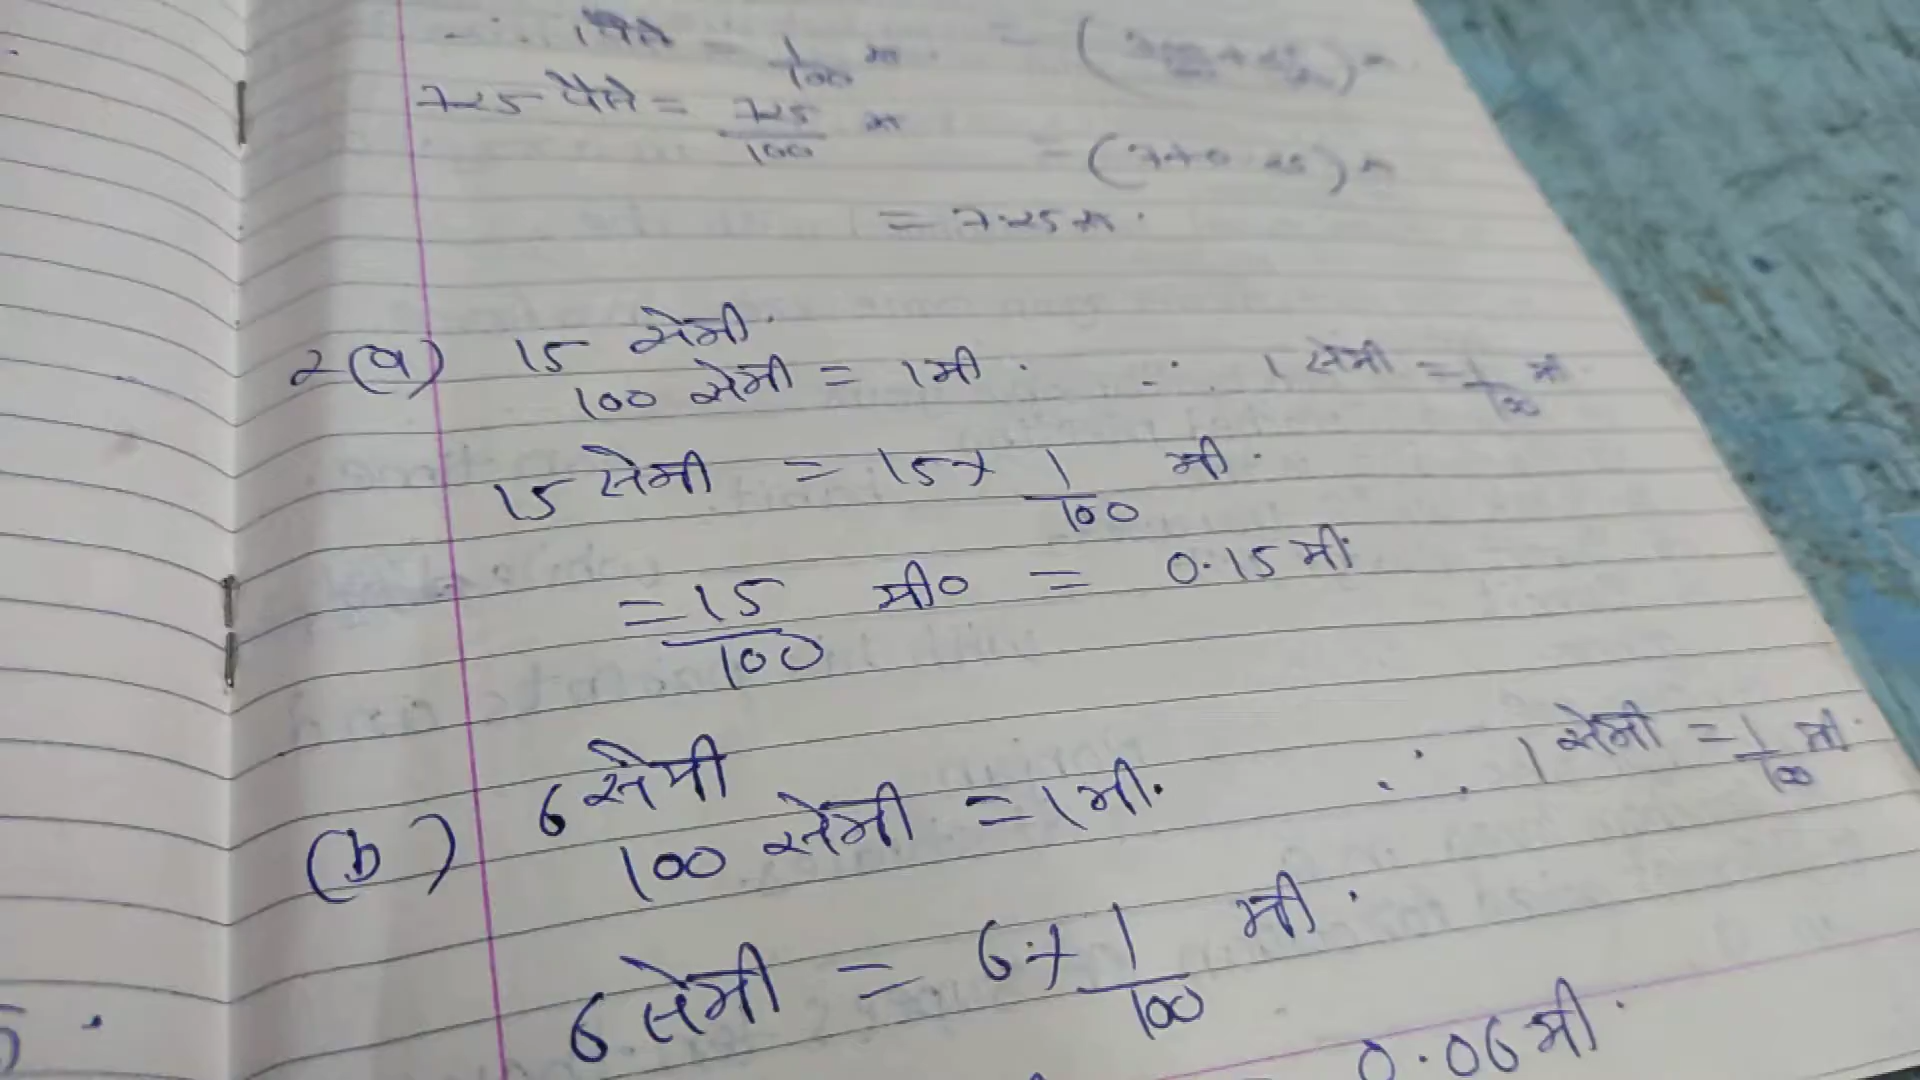 1 पैसे = 1/100 रू
725 पैसे = 725/100 रू
= (7+0.25) रू
= 7.25 रू.
2(a) 15 सेमी.
100 सेमी = 1 मी. ∴ 1 सेमी = 1/100 मी.
15 सेमी = 15 × 1/100 मी.
= 15/100 मी० = 0.15 मी.
(b) 6 सेमी
100 सेमी = 1 मी. ∴ 1 सेमी = 1/100 मी.
6 सेमी = 6 × 1/100 मी.
0.06 मी.